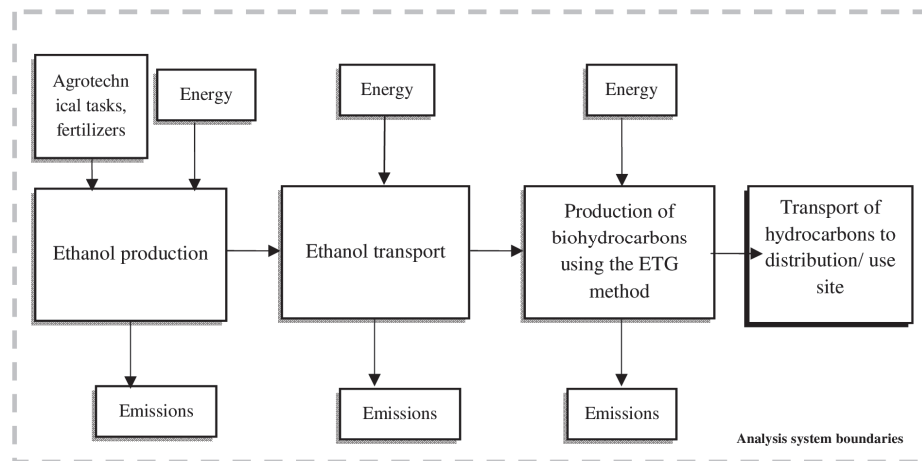 Agrotechn
ical tasks,
fertilizers
Energy
Energy
Energy
Ethanol production
Ethanol transport
Production of
biohydrocarbons
using the ETG
method
Transport of
hydrocarbons to
distribution/ use
site
Emissions
Emissions
Emissions
Analysis system boundaries